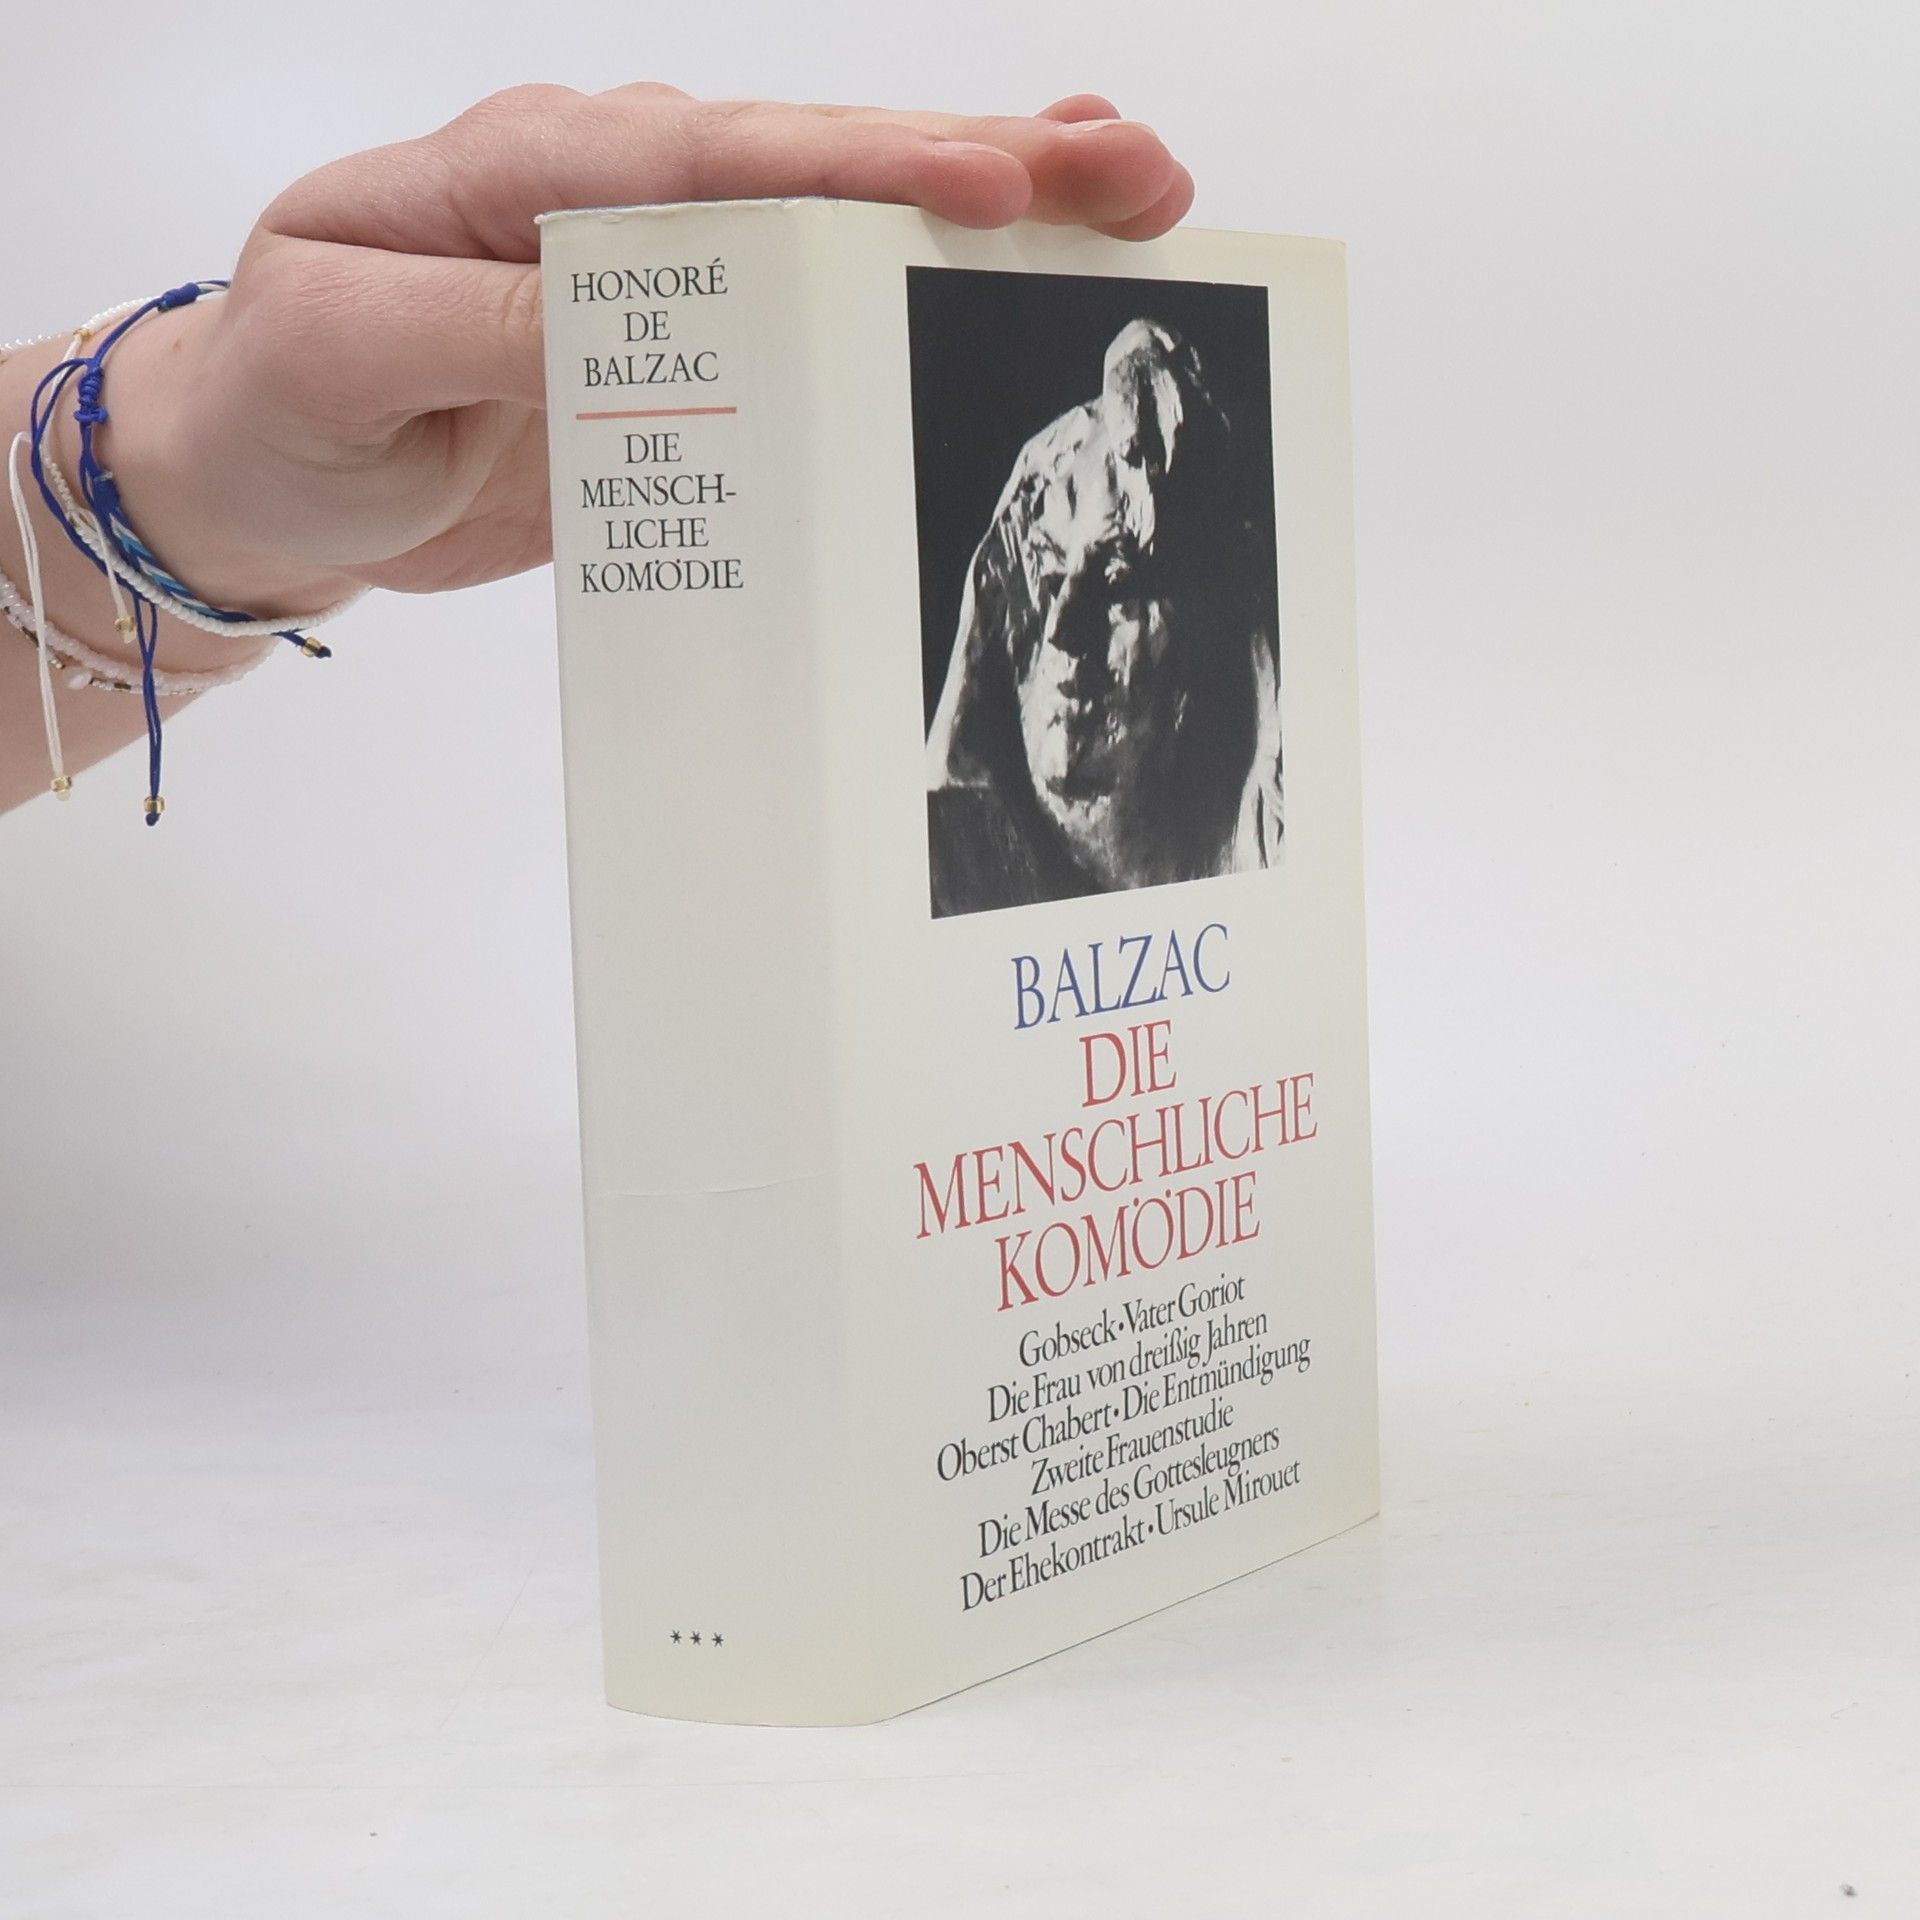 HONORÉ
DE
BALZAC
DIE
MENSCH-
LICHE
KOMÖDIE
***
BALZAC
DIE
MENSCHLICHE
KOMÖDIE
Gobseck•Vater Goriot
Die Frau von dreißig Jahren
Oberst Chabert•Die Entmündigung
Zweite Frauenstudie
Die Messe des Gottesleugners
Der Ehekontrakt•Ursule Mirouet